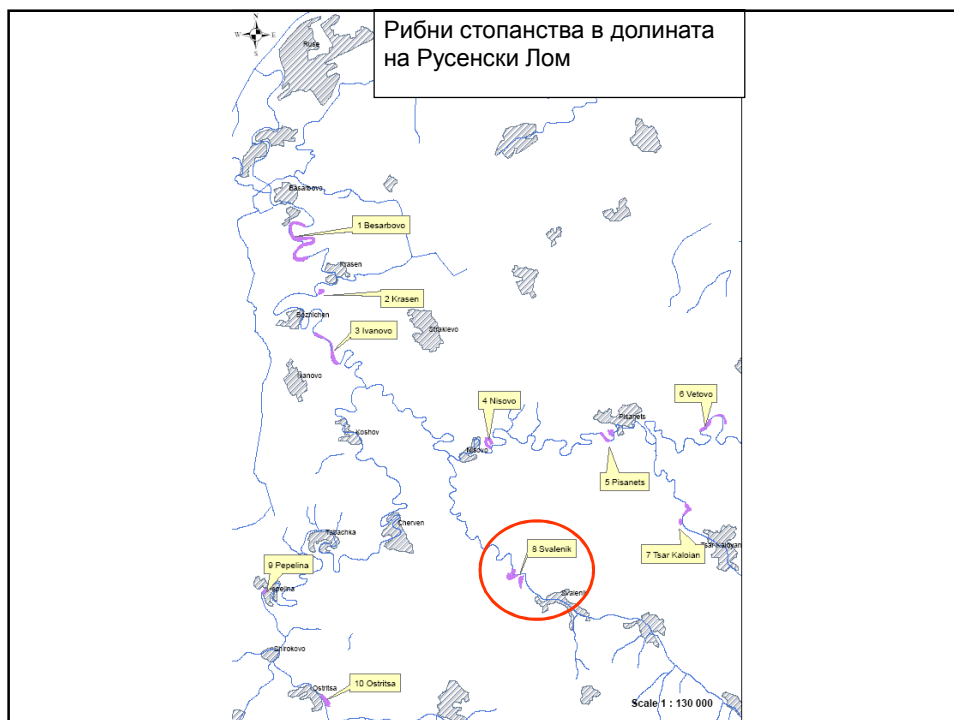 Рибни стопанства в долината
на Русенски Лом
N
W
E
S
Ruse
Basarbovo
1 Besarbovo
Krasen
2 Krasen
Bozhichen
3 Ivanovo
Shtaklevo
Ivanovo
6 Vetovo
4 Nisovo
Pisanets
Koshov
Nisovo
5 Pisanets
Cherven
Tabachka
Tsar Kaloyan
8 Svalenik
7 Tsar Kaloian
9 Pepelina
Pepelina
Svalenik
Shirokovo
10 Ostritsa
Ostritsa
Scale 1 : 130 000